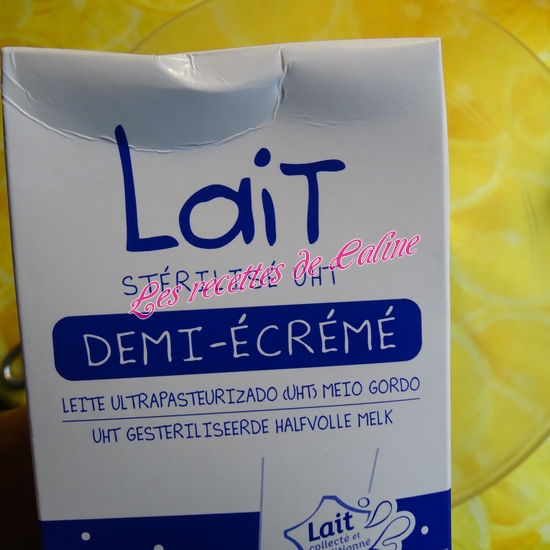 Lait
STÉRILISÉ UHT
Les recettes de Caline
DEMI-ÉCRÉMÉ
LEITE ULTRAPASTEURIZADO (UHT) MEIO GORDO
UHT GESTERILISEERDE HALFVOLLE MELK
Lait
collecté et